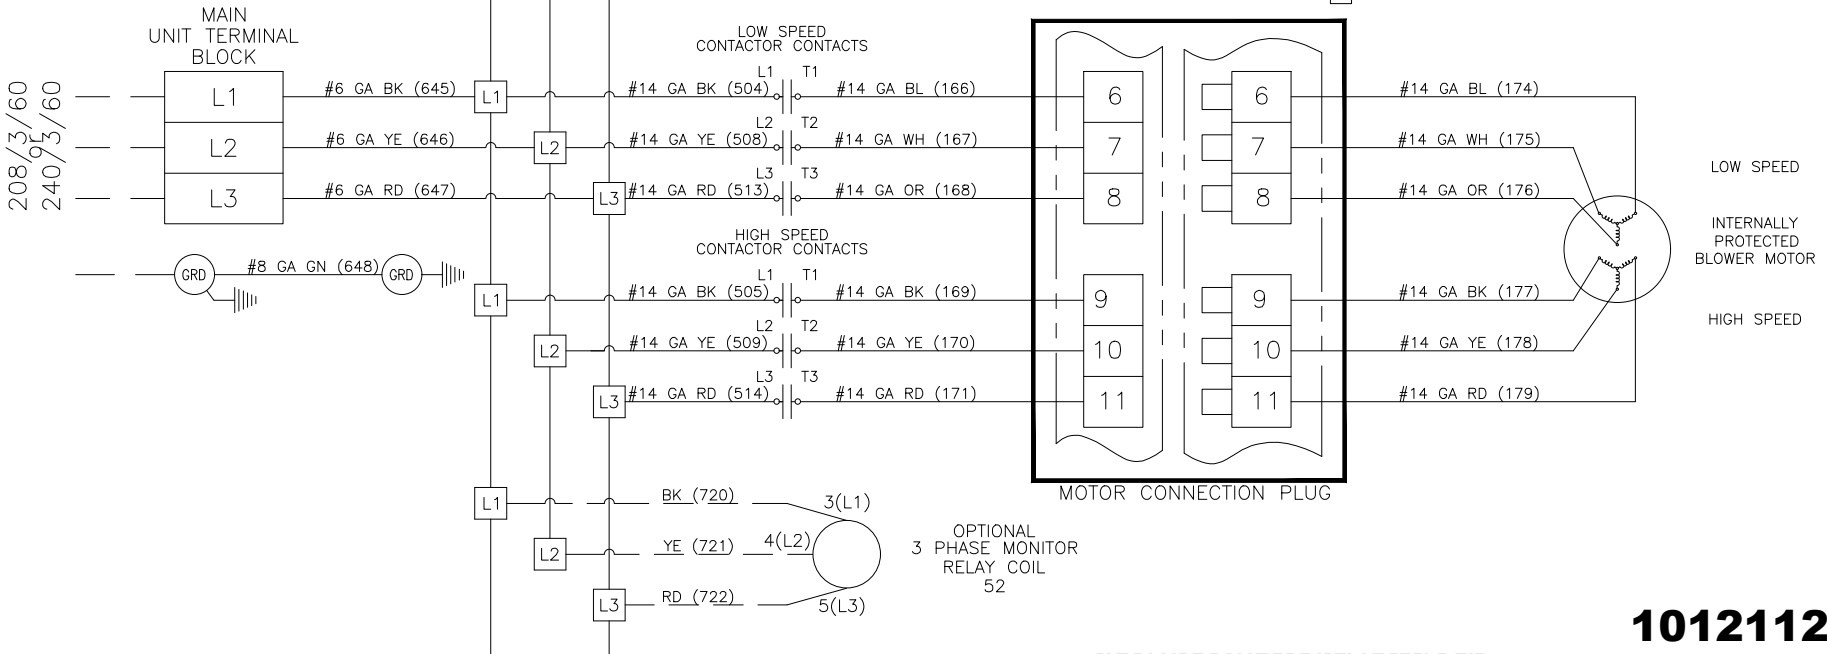 MAIN
UNIT TERMINAL
BLOCK
208/3/60
or
240/3/60
L1
L2
L3
#6 GA BK (645)
#6 GA YE (646)
#6 GA RD (647)
GRD
#8 GA GN (648)
GRD
L1
L2
L3
LOW SPEED
CONTACTOR CONTACTS
#14 GA BK (504)
L1
T1
#14 GA BL (166)
#14 GA YE (508)
L2
T2
#14 GA WH (167)
#14 GA RD (513)
L3
T3
#14 GA OR (168)
HIGH SPEED
CONTACTOR CONTACTS
L1
#14 GA BK (505)
L1
T1
#14 GA BK (169)
L2
#14 GA YE (509)
L2
T2
#14 GA YE (170)
L3
#14 GA RD (514)
L3
T3
#14 GA RD (171)
6
7
8
9
10
11
6
7
8
9
10
11
MOTOR CONNECTION PLUG
#14 GA BL (174)
#14 GA WH (175)
#14 GA OR (176)
#14 GA BK (177)
#14 GA YE (178)
#14 GA RD (179)
LOW SPEED
INTERNALLY
PROTECTED
BLOWER MOTOR
HIGH SPEED
L1
BK (720)
3(L1)
L2
YE (721)
4(L2)
L3
RD (722)
5(L3)
OPTIONAL
3 PHASE MONITOR
RELAY COIL
52
1012112